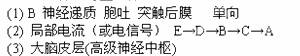 (1) B 神经递质 胞吐 突触后膜 单向
(2) 局部电流（或电信号） E→D→B→C→A
(3) 大脑皮层(高级神经中枢)